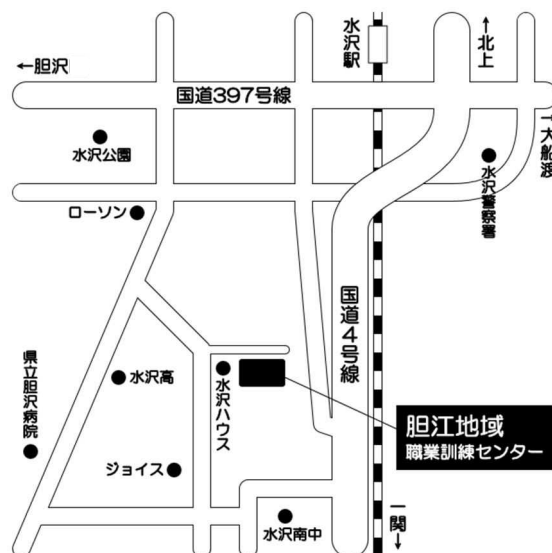 水沢駅
↑北上
←胆沢
国道397号線
↑大船渡
水沢公園
水沢警察署
ローソン
国道4号線
県立胆沢病院
水沢高
水沢ハウス
胆江地域
職業訓練センター
ジョイス
水沢南中
一関↓